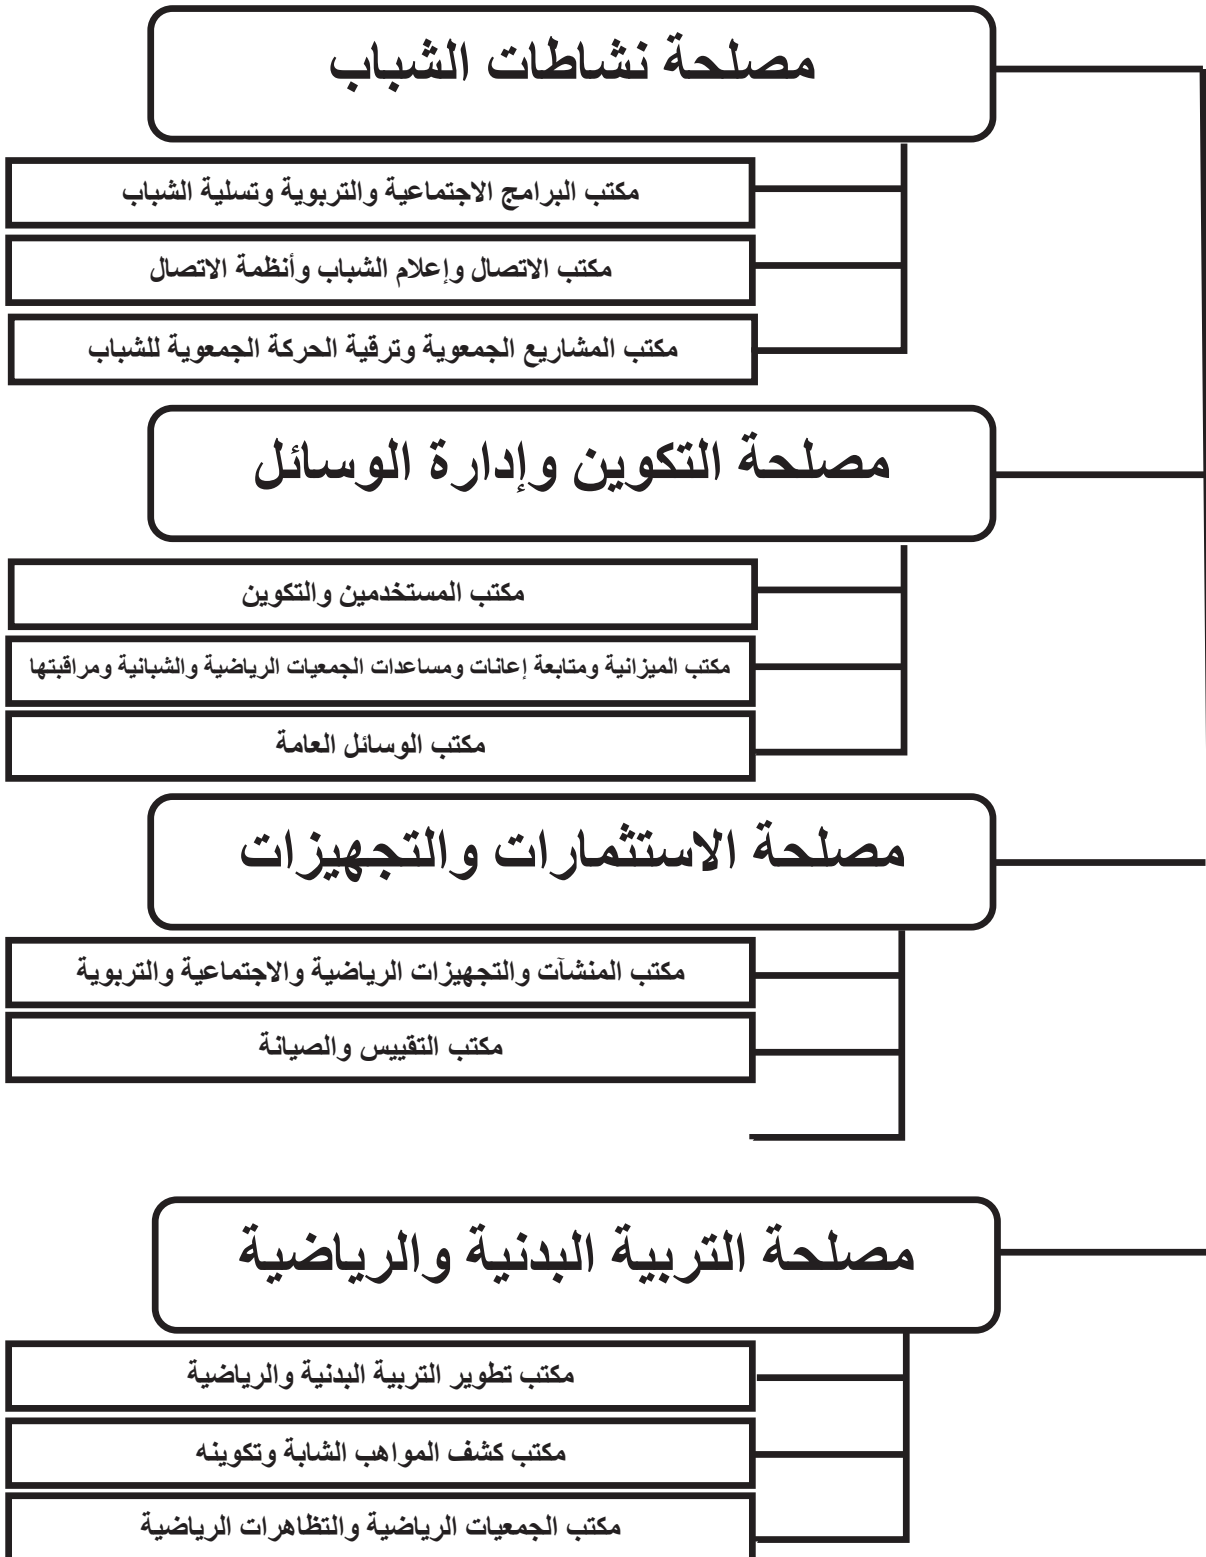 مصلحة نشاطات الشباب
مكتب البرامج الاجتماعية والتربوية وتسلية الشباب
مكتب الاتصال وإعلام الشباب وأنظمة الاتصال
مكتب المشاريع الجمعوية وترقية الحركة الجمعوية للشباب
مصلحة التكوين وإدارة الوسائل
مكتب المستخدمين والتكوين
مكتب الميزانية ومتابعة إعانات ومساعدات الجمعيات الرياضية والشبانية ومراقبتها
مكتب الوسائل العامة
مصلحة الاستثمارات والتجهيزات
مكتب المنشآت والتجهيزات الرياضية والاجتماعية والتربوية
مكتب التقييس والصيانة
مصلحة التربية البدنية والرياضية
مكتب تطوير التربية البدنية والرياضية
مكتب كشف المواهب الشابة وتكوينه
مكتب الجمعيات الرياضية والتظاهرات الرياضية